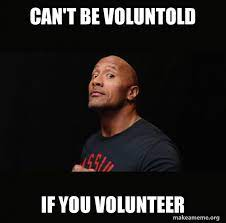 CAN'T BE VOLUNTOLD
IF YOU VOLUNTEER
makeameme.org